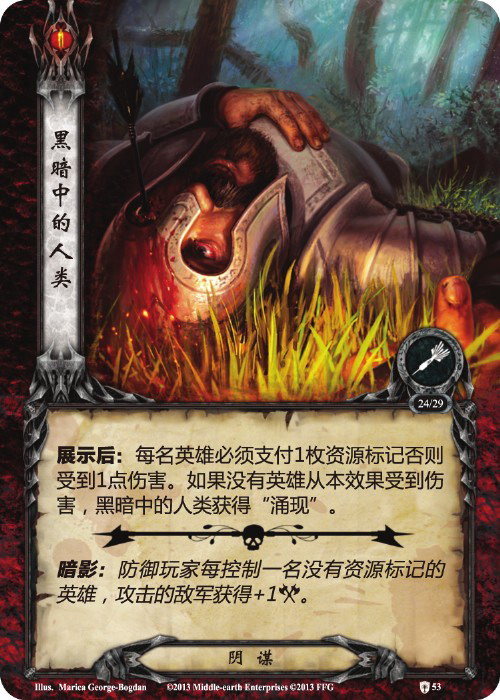 黑暗中的人类
24/29
展示后：每名英雄必须支付1枚资源标记否则
受到1点伤害。如果没有英雄从本效果受到伤
害，黑暗中的人类获得“涌现”。
暗影：防御玩家每控制一名没有资源标记的
英雄，攻击的敌军获得+1。
阴谋
Illus. Marica George-Bogdan ©2013 Middle-earth Enterprises ©2013 FFG 53